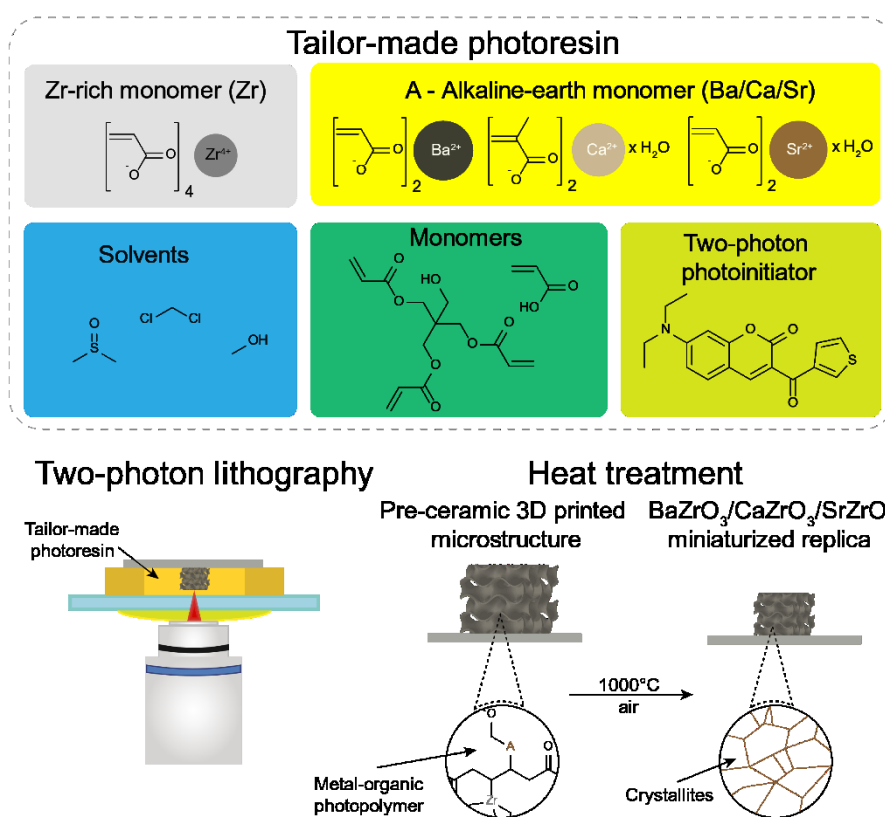 Tailor-made photoresin
Zr-rich monomer (Zr)
O
O
-
4
Zr⁴⁺
A - Alkaline-earth monomer (Ba/Ca/Sr)
O
O
-
2
Ba²⁺
O
O
-
2
Ca²⁺
x H₂O
O
O
-
2
Sr²⁺
x H₂O
Solvents
O
S
Cl
Cl
OH
Monomers
O
O
HO
O
O
O
O
O
HO
Two-photon
photoinitiator
N
O
O
O
S
Two-photon lithography
Tailor-made
photoresin
Heat treatment
Pre-ceramic 3D printed
microstructure
BaZrO₃/CaZrO₃/SrZrO
miniaturized replica
1000°C
air
O
A
O
Zr
Metal-organic
photopolymer
Crystallites